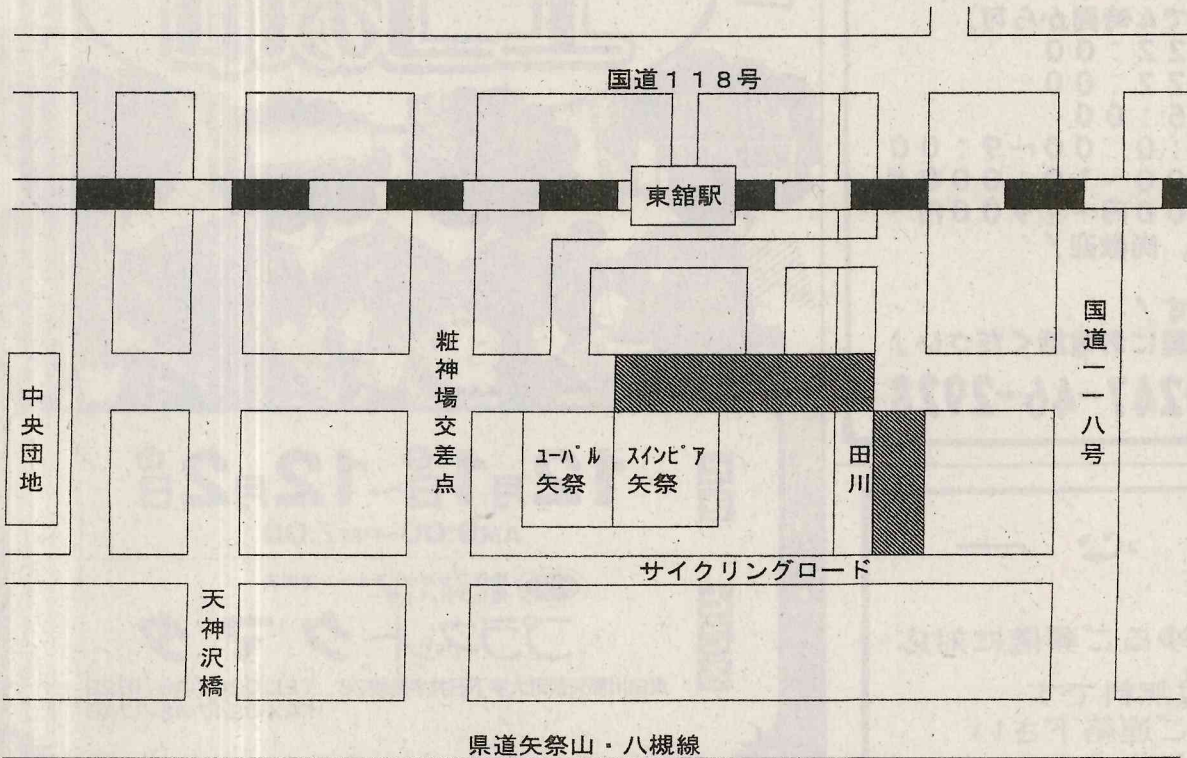 国道118号
東舘駅
国道一一八号
粧神場交差点
中央団地
ユーパル
矢祭
スインピア
矢祭
田川
サイクリングロード
天神沢橋
県道矢祭山・八槻線